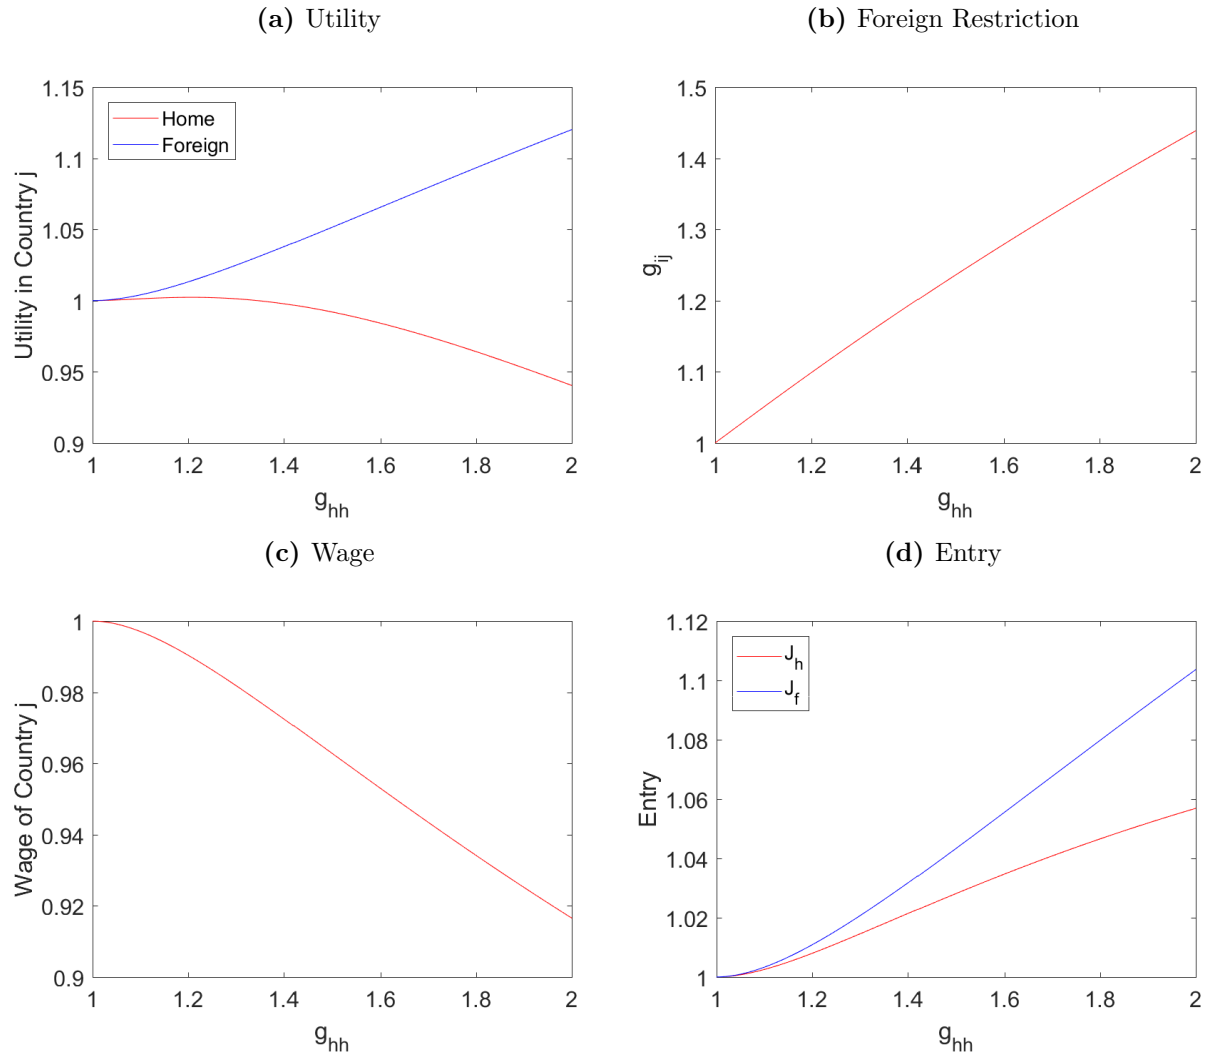 (a) Utility
1.15
1.1
1.05
1
0.95
0.9
Utility in Country j
Home
Foreign
1 1.2 1.4 1.6 1.8 2
g_hh
(b) Foreign Restriction
1.5
1.4
1.3
1.2
1.1
1
g_ij
1 1.2 1.4 1.6 1.8 2
g_hh
(c) Wage
1
0.98
0.96
0.94
0.92
0.9
Wage of Country j
1 1.2 1.4 1.6 1.8 2
g_hh
(d) Entry
1.12
1.1
1.08
1.06
1.04
1.02
1
Entry
J_h
J_f
1 1.2 1.4 1.6 1.8 2
g_hh